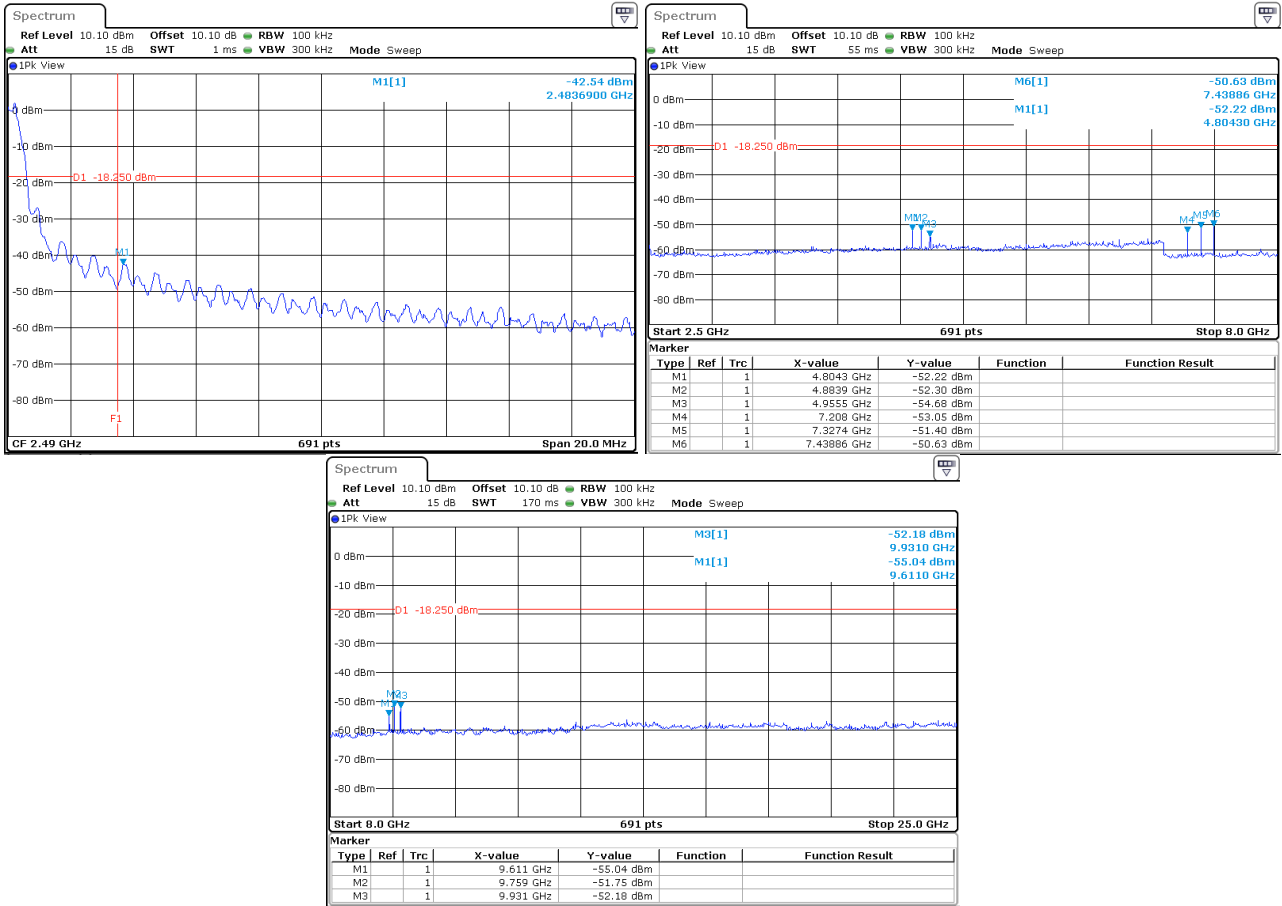 Spectrum
Ref Level 10.10 dBm Offset 10.10 dB RBW 100 kHz
Att 15 dB SWT 1 ms VBW 300 kHz Mode Sweep
1Pk View
M1[1] -42.54 dBm
2.4836900 GHz
0 dBm
-10 dBm
D1 -18.250 dBm
-20 dBm
-30 dBm
M1
-40 dBm
-50 dBm
-60 dBm
-70 dBm
-80 dBm
F1
CF 2.49 GHz 691 pts Span 20.0 MHz
Spectrum
Ref Level 10.10 dBm Offset 10.10 dB RBW 100 kHz
Att 15 dB SWT 55 ms VBW 300 kHz Mode Sweep
1Pk View
M6[1] -50.63 dBm
7.43886 GHz
0 dBm
M1[1] -52.22 dBm
4.80430 GHz
-10 dBm
D1 -18.250 dBm
-20 dBm
-30 dBm
-40 dBm
M1 M2 M3 M4 M5 M6
-50 dBm
-60 dBm
-70 dBm
-80 dBm
Start 2.5 GHz 691 pts Stop 8.0 GHz
Marker
Type Ref Trc X-value Y-value Function Function Result
M1 1 4.8043 GHz -52.22 dBm
M2 1 4.8839 GHz -52.30 dBm
M3 1 4.9555 GHz -54.68 dBm
M4 1 7.208 GHz -53.05 dBm
M5 1 7.3274 GHz -51.40 dBm
M6 1 7.43886 GHz -50.63 dBm
Spectrum
Ref Level 10.10 dBm Offset 10.10 dB RBW 100 kHz
Att 15 dB SWT 170 ms VBW 300 kHz Mode Sweep
1Pk View
M3[1] -52.18 dBm
9.9310 GHz
0 dBm
M1[1] -55.04 dBm
9.6110 GHz
-10 dBm
D1 -18.250 dBm
-20 dBm
-30 dBm
-40 dBm
M1 M2 M3
-50 dBm
-60 dBm
-70 dBm
-80 dBm
Start 8.0 GHz 691 pts Stop 25.0 GHz
Marker
Type Ref Trc X-value Y-value Function Function Result
M1 1 9.611 GHz -55.04 dBm
M2 1 9.759 GHz -51.75 dBm
M3 1 9.931 GHz -52.18 dBm